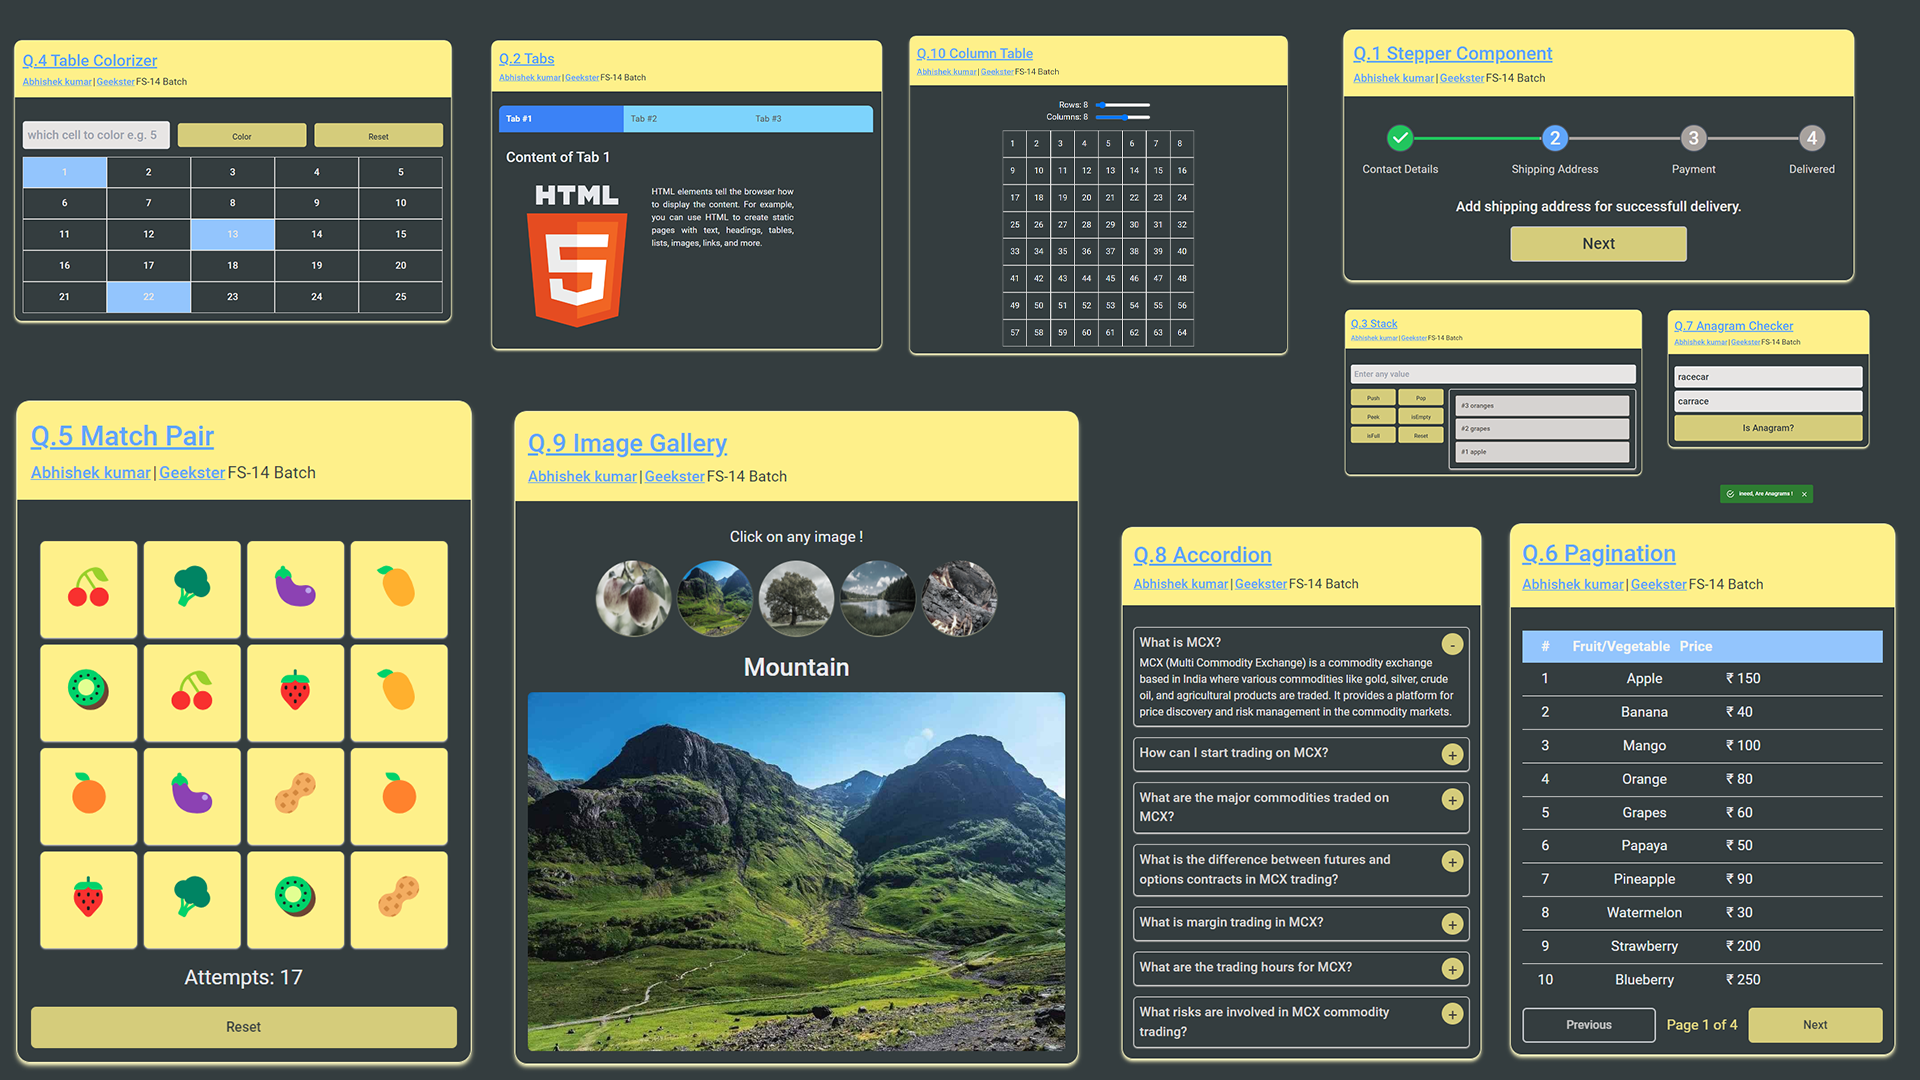 Q.4 Table Colorizer
Abhishek kumar|Geekster FS-14 Batch
which cell to color e.g. 5
Color
Reset
1 2 3 4 5
6 7 8 9 10
11 12 13 14 15
16 17 18 19 20
21 22 23 24 25
Q.2 Tabs
Abhishek kumar|Geekster FS-14 Batch
Tab #1 Tab #2 Tab #3
Content of Tab 1
HTML
5
HTML elements tell the browser how
to display the content. For example,
you can use HTML to create static
pages with text, headings, tables,
lists, images, links, and more.
Q.10 Column Table
Abhishek kumar|Geekster FS-14 Batch
Rows: 8
Columns: 8
1 2 3 4 5 6 7 8
9 10 11 12 13 14 15 16
17 18 19 20 21 22 23 24
25 26 27 28 29 30 31 32
33 34 35 36 37 38 39 40
41 42 43 44 45 46 47 48
49 50 51 52 53 54 55 56
57 58 59 60 61 62 63 64
Q.1 Stepper Component
Abhishek kumar|Geekster FS-14 Batch
2 3 4
Contact Details Shipping Address Payment Delivered
Add shipping address for successfull delivery.
Next
Q.3 Stack
Abhishek kumar|Geekster FS-14 Batch
Enter any value
Push Pop
Peek isEmpty
isFull Reset
#3 oranges
#2 grapes
#1 apple
Q.7 Anagram Checker
Abhishek kumar|Geekster FS-14 Batch
racecar
carrace
Is Anagram?
Ineed, Are Anagrams !
Q.5 Match Pair
Abhishek kumar|Geekster FS-14 Batch
Attempts: 17
Reset
Q.9 Image Gallery
Abhishek kumar|Geekster FS-14 Batch
Click on any image !
Mountain
Q.8 Accordion
Abhishek kumar|Geekster FS-14 Batch
What is MCX? -
MCX (Multi Commodity Exchange) is a commodity exchange
based in India where various commodities like gold, silver, crude
oil, and agricultural products are traded. It provides a platform for
price discovery and risk management in the commodity markets.
How can I start trading on MCX? +
What are the major commodities traded on +
MCX?
What is the difference between futures and +
options contracts in MCX trading?
What is margin trading in MCX? +
What are the trading hours for MCX? +
What risks are involved in MCX commodity +
trading?
Q.6 Pagination
Abhishek kumar|Geekster FS-14 Batch
# Fruit/Vegetable Price
1 Apple ₹ 150
2 Banana ₹ 40
3 Mango ₹ 100
4 Orange ₹ 80
5 Grapes ₹ 60
6 Papaya ₹ 50
7 Pineapple ₹ 90
8 Watermelon ₹ 30
9 Strawberry ₹ 200
10 Blueberry ₹ 250
Previous Page 1 of 4 Next